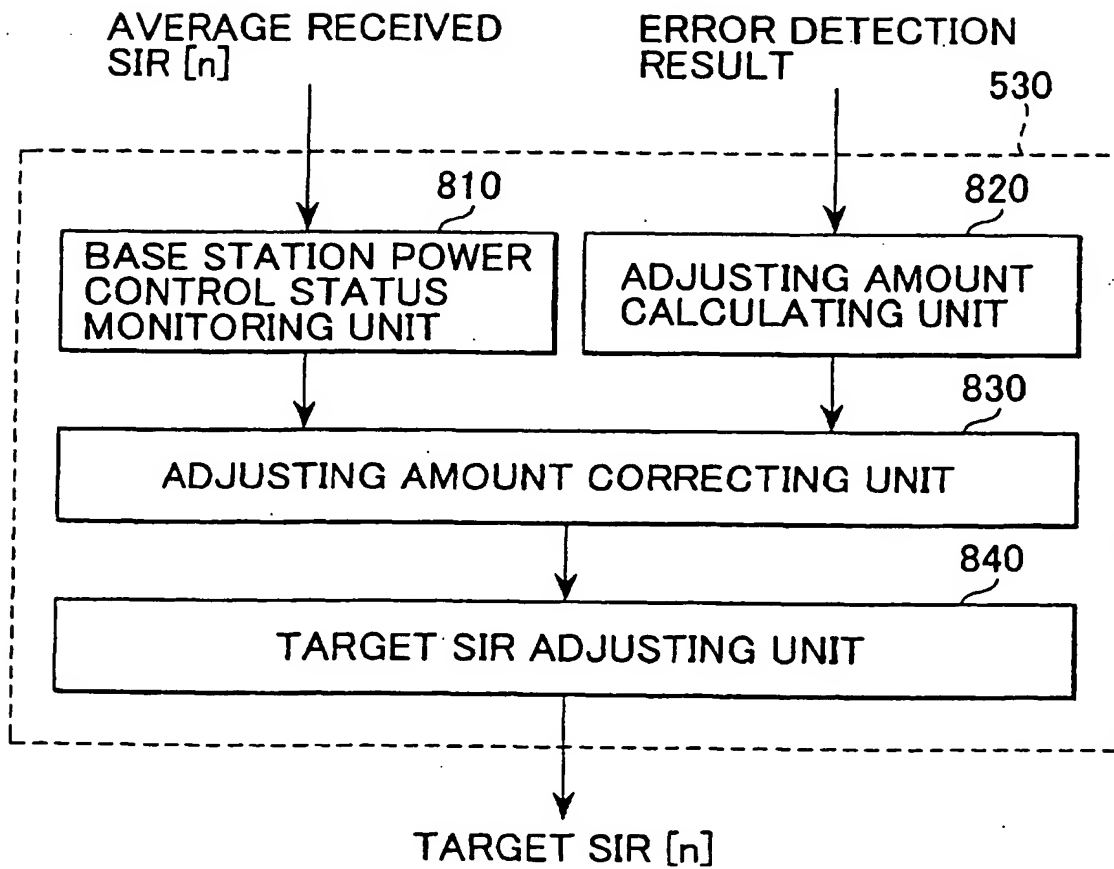 AVERAGE RECEIVED
SIR [n]
ERROR DETECTION
RESULT
530
810
BASE STATION POWER
CONTROL STATUS
MONITORING UNIT
820
ADJUSTING AMOUNT
CALCULATING UNIT
830
ADJUSTING AMOUNT CORRECTING UNIT
840
TARGET SIR ADJUSTING UNIT
TARGET SIR [n]